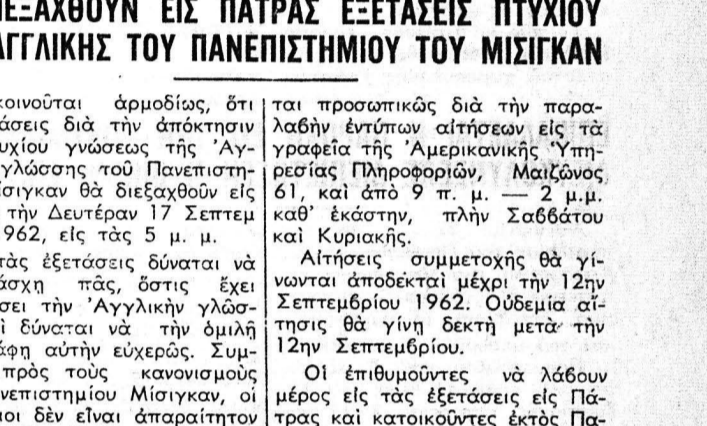 ΙΕΞΑΧΘΟΥΝ ΕΙΣ ΠΑΤΡΑΣ ΕΞΕΤΑΣΕΙΣ ΠΤΥΧΙΟΥ
ΑΓΓΛΙΚΗΣ ΤΟΥ ΠΑΝΕΠΙΣΤΗΜΙΟΥ ΤΟΥ ΜΙΣΙΓΚΑΝ
κοινοῦται ἁρμοδίως, ὅτι
άσεις διὰ τὴν ἀπόκτησιν
υχίου γνώσεως τῆς Ἀγ-
γλώσσης τοῦ Πανεπιστη-
ίσιγκαν θὰ διεξαχθοῦν εἰς
τὴν Δευτέραν 17 Σεπτεμ
962, εἰς τὰς 5 μ. μ.
τὰς ἐξετάσεις δύναται νὰ
άσχῃ πᾶς, ὅστις ἔχει
σει τὴν Ἀγγλικὴν γλῶσ-
ὶ δύναται νὰ τὴν ὁμιλῇ
άφῃ αὐτὴν εὐχερῶς. Συμ-
πρὸς τοὺς κανονισμοὺς
νεπιστημίου Μίσιγκαν, οἱ
οι δὲν εἶναι ἀπαραίτητον
ται προσωπικῶς διὰ τὴν παρα-
λαβὴν ἐντύπων αἰτήσεων εἰς τὰ
γραφεῖα τῆς Ἀμερικανικῆς Ὑπη-
ρεσίας Πληροφοριῶν, Μαιζῶνος
61, καὶ ἀπὸ 9 π. μ. — 2 μ.μ.
καθ' ἑκάστην, πλὴν Σαββάτου
καὶ Κυριακῆς.
Αἰτήσεις συμμετοχῆς θὰ γί-
νωνται ἀποδεκταὶ μέχρι τὴν 12ην
Σεπτεμβρίου 1962. Οὐδεμία αἴ-
τησις θὰ γίνῃ δεκτὴ μετὰ τὴν
12ην Σεπτεμβρίου.
Οἱ ἐπιθυμοῦντες νὰ λάβουν
μέρος εἰς τὰς ἐξετάσεις εἰς Πά-
τρας καὶ κατοικοῦντες ἐκτὸς Πα-